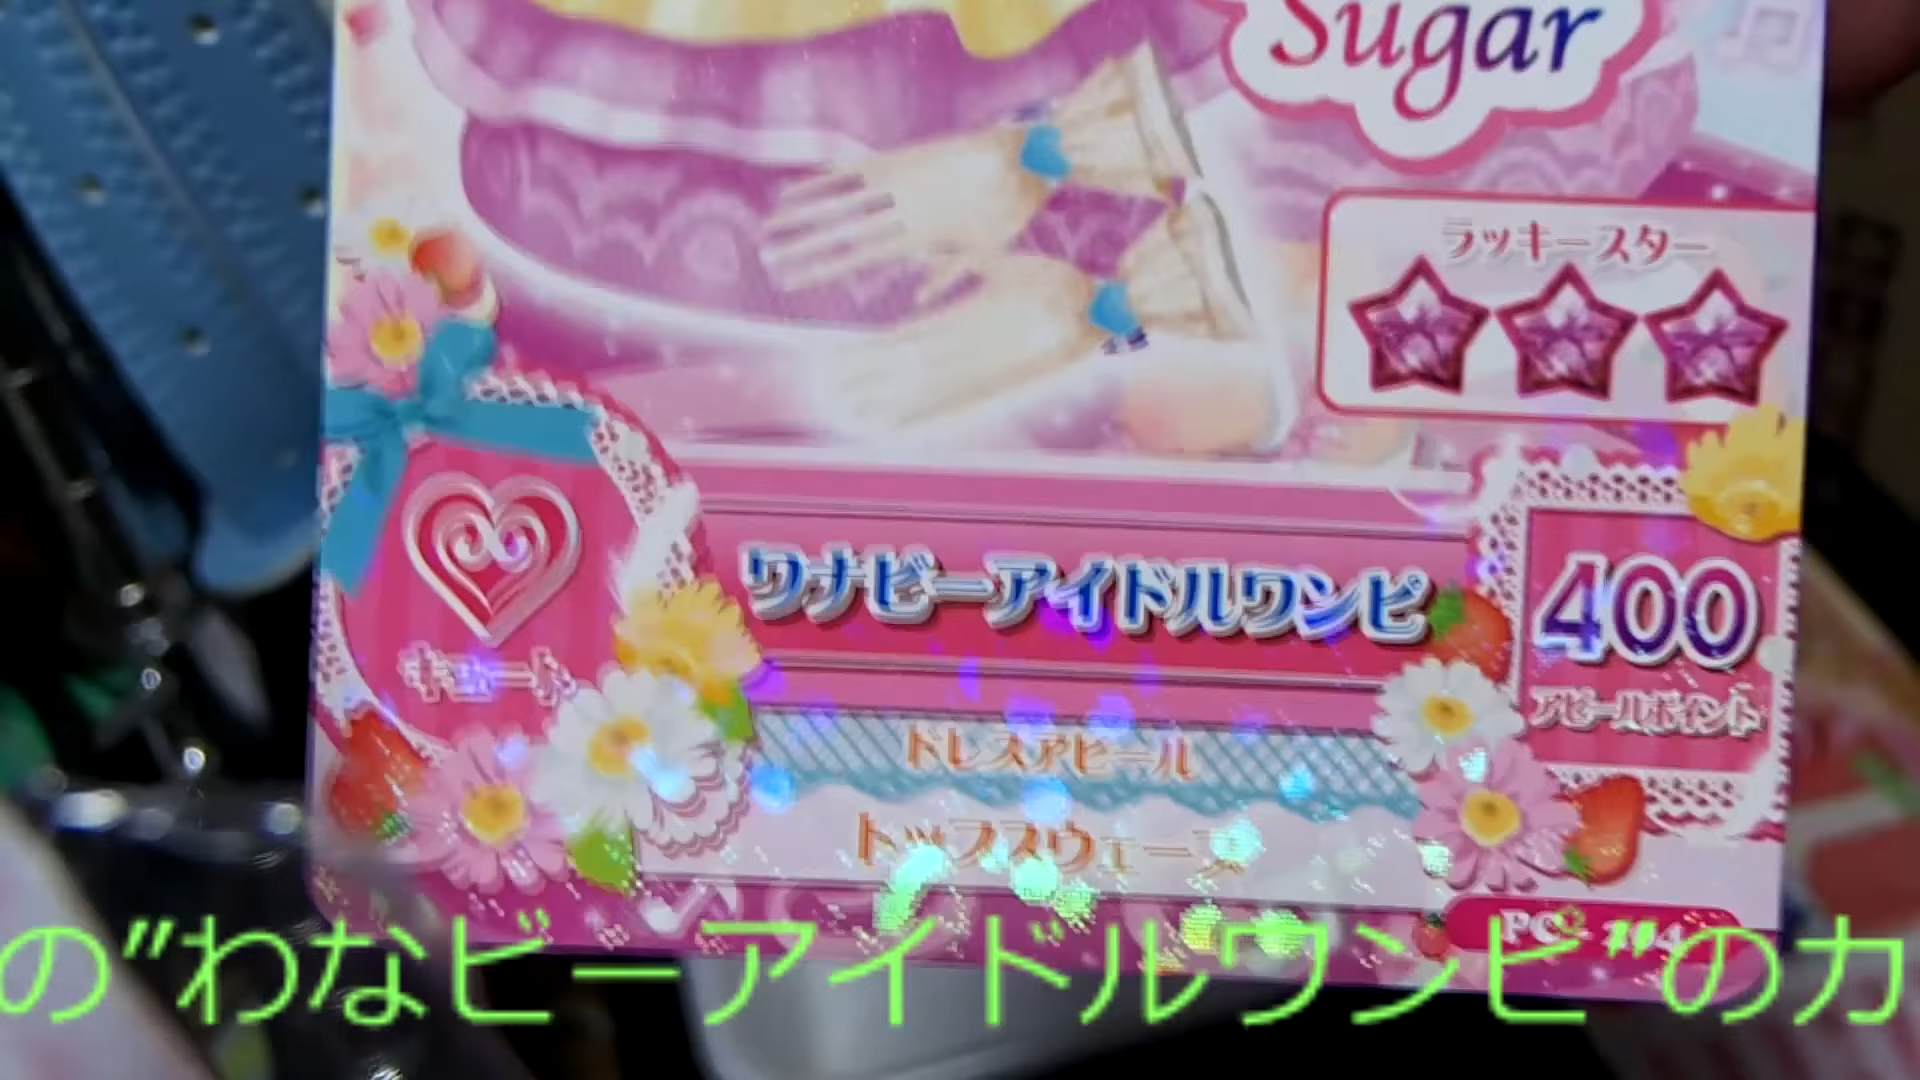 Sugar
ラッキースター
ワナビーアイドルワンピ
400
アピールポイント
キュート
ドレスアピール
トップスウェーブ
の"わなビーアイドルワンピ"のカ